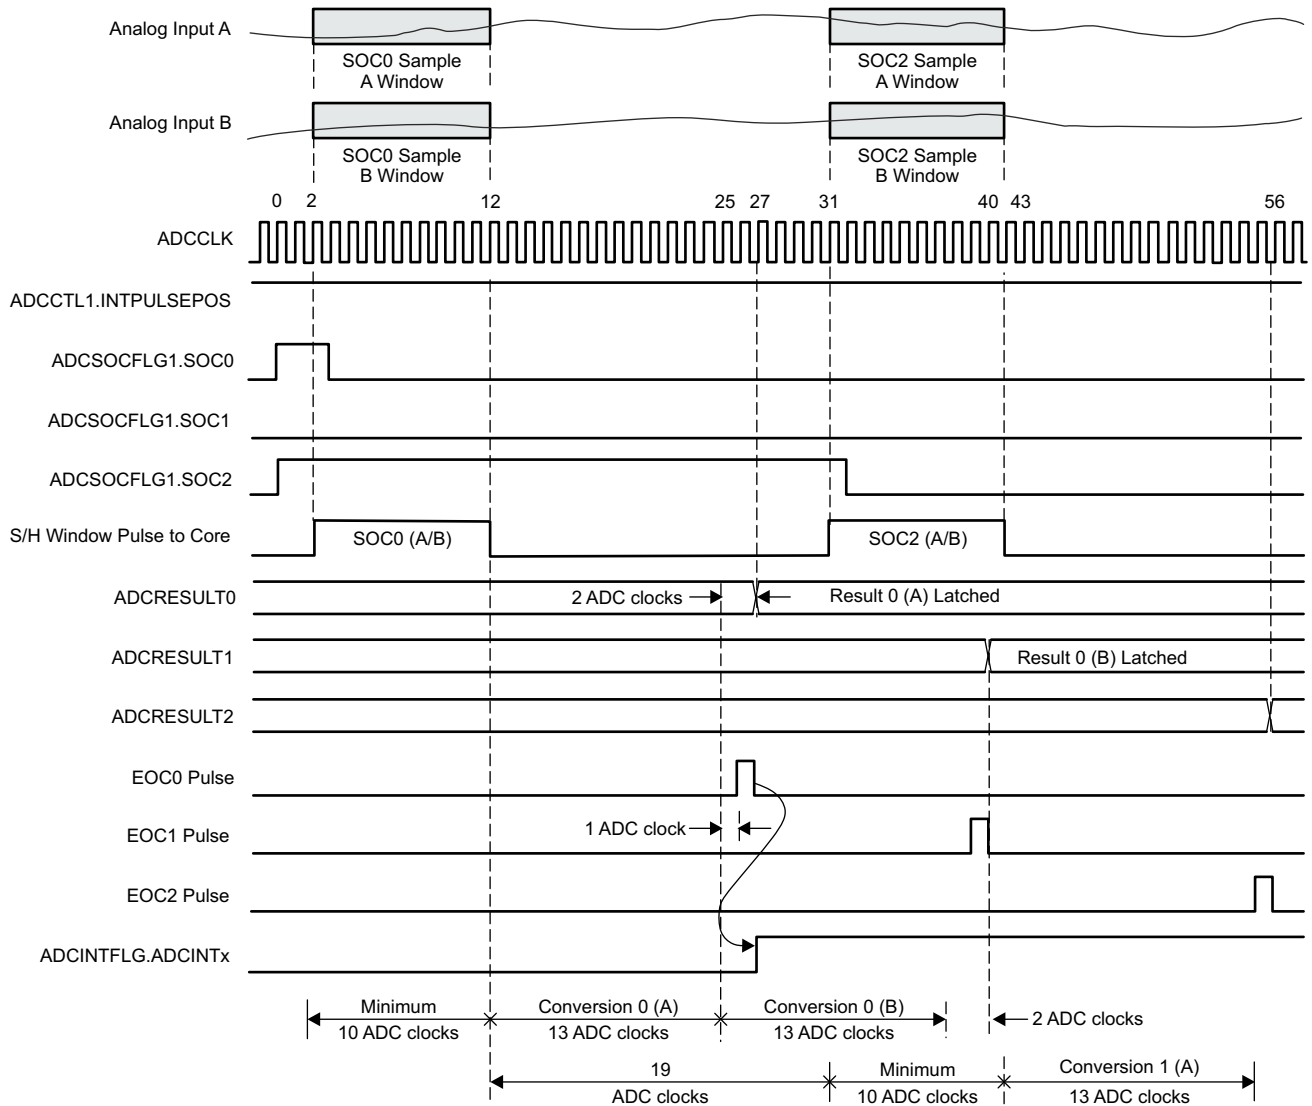 Analog Input A
SOC0 Sample
A Window
SOC2 Sample
A Window
Analog Input B
SOC0 Sample
B Window
SOC2 Sample
B Window
0 2 12 25 27 31 40 43 56
ADCCLK
ADCCTL1.INTPULSEPOS
ADCSOCFLG1.SOC0
ADCSOCFLG1.SOC1
ADCSOCFLG1.SOC2
S/H Window Pulse to Core
SOC0 (A/B)
SOC2 (A/B)
ADCRESULT0
2 ADC clocks
Result 0 (A) Latched
ADCRESULT1
Result 0 (B) Latched
ADCRESULT2
EOC0 Pulse
EOC1 Pulse
1 ADC clock
EOC2 Pulse
ADCINTFLG.ADCINTx
Minimum
10 ADC clocks
Conversion 0 (A)
13 ADC clocks
Conversion 0 (B)
13 ADC clocks
2 ADC clocks
19
ADC clocks
Minimum
10 ADC clocks
Conversion 1 (A)
13 ADC clocks